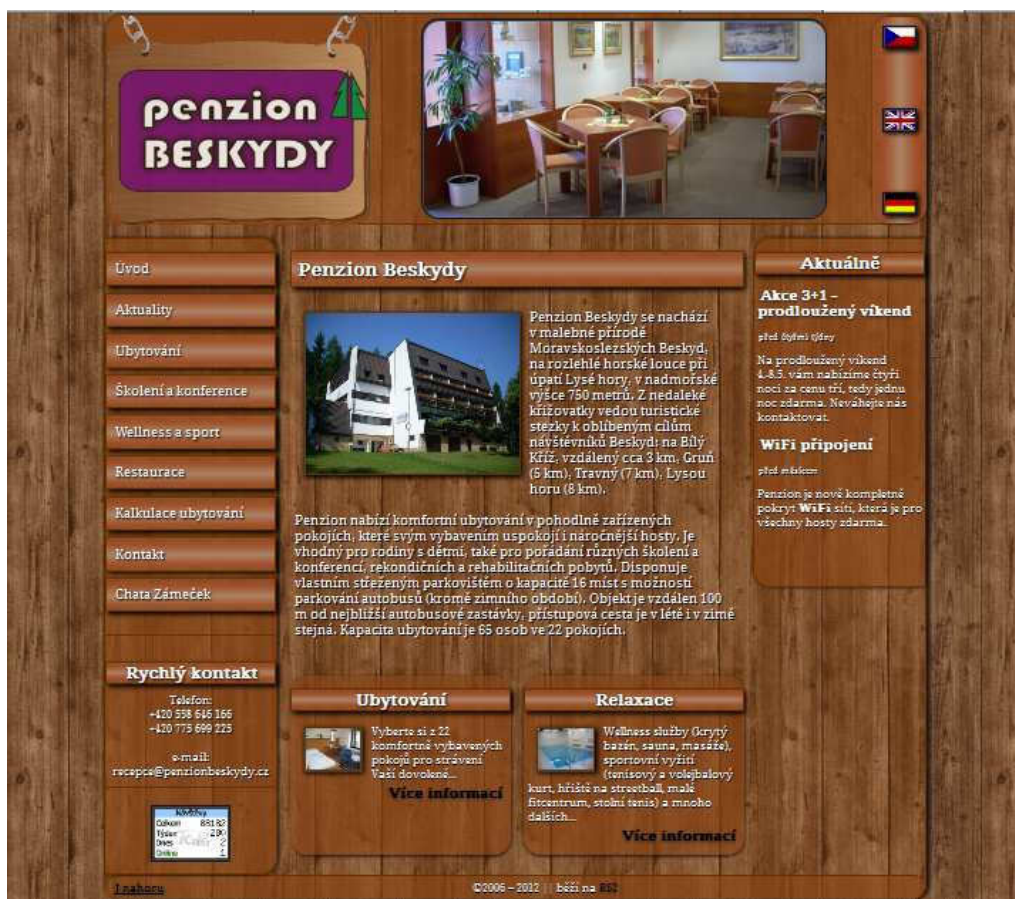 penzion
BESKYDY
Úvod
Aktuality
Ubytování
Školení a konference
Wellness a sport
Restaurace
Kalkulace ubytování
Kontakt
Chata Zámeček
Rychlý kontakt
Telefon:
+420 558 646 166
+420 775 699 225
e-mail:
recepce@penzionbeskydy.cz
Celkem 88182
Týden 280
Dnes 2
Online 1
Penzion Beskydy
Penzion Beskydy se nachází
v malebné přírodě
Moravskoslezských Beskyd,
na rozlehlé horské louce při
úpatí Lysé hory, v nadmořské
výšce 750 metrů. Z nedaleké
křižovatky vedou turistické
stezky k oblíbeným cílům
návštěvníků Beskyd: na Bílý
Kříž, vzdálený cca 3 km, Gruň
(5 km), Travný (7 km), Lysou
horu (8 km).
Penzion nabízí komfortní ubytování v pohodlně zařízených
pokojích, které svým vybavením uspokojí i náročnější hosty. Je
vhodný pro rodiny s dětmi, také pro pořádání různých školení a
konferencí, rekondičních a rehabilitačních pobytů. Disponuje
vlastním střeženým parkovištěm o kapacitě 16 míst s možností
parkování autobusů (kromě zimního období). Objekt je vzdálen 100
m od nejbližší autobusové zastávky, přístupová cesta je v létě i v zimě
stejná. Kapacita ubytování je 65 osob ve 22 pokojích.
Ubytování
Vyberte si z 22
komfortně vybavených
pokojů pro strávení
Vaší dovolené...
Více informací
Relaxace
Wellness služby (krytý
bazén, sauna, masáže),
sportovní vyžití
(tenisový a volejbalový
kurt, hřiště na streetball, malé
fitcentrum, stolní tenis) a mnoho
dalších...
Více informací
Aktuálně
Akce 3+1 –
prodloužený víkend
před čtyřmi týdny
Na prodloužený víkend
4.-8.5. vám nabízíme čtyři
noci za cenu tří, tedy jednu
noc zdarma. Neváhejte nás
kontaktovat.
WiFi připojení
před měsícem
Penzion je nově kompletně
pokryt WiFi sítí, která je pro
všechny hosty zdarma.
↑ nahoru
©2006 – 2012 || běží na RS2